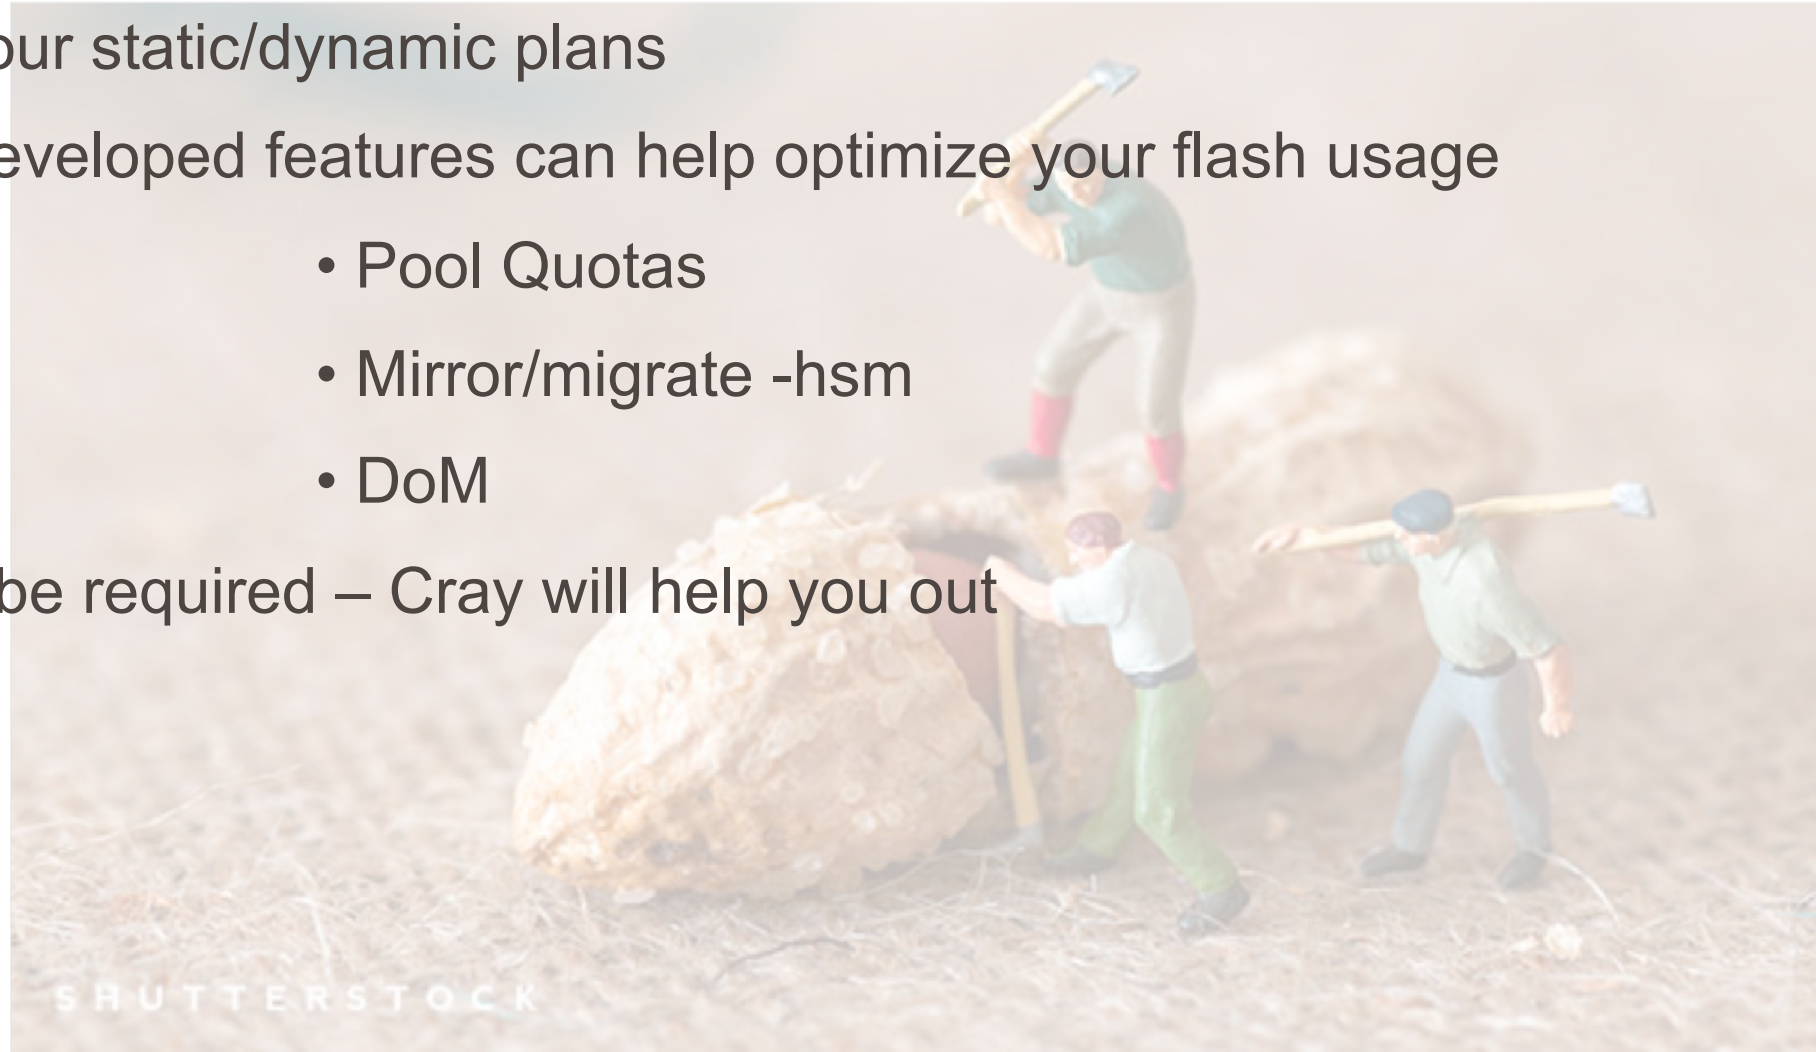 our static/dynamic plans
eveloped features can help optimize your flash usage
• Pool Quotas
• Mirror/migrate -hsm
• DoM
be required – Cray will help you out
SHUTTERSTOCK